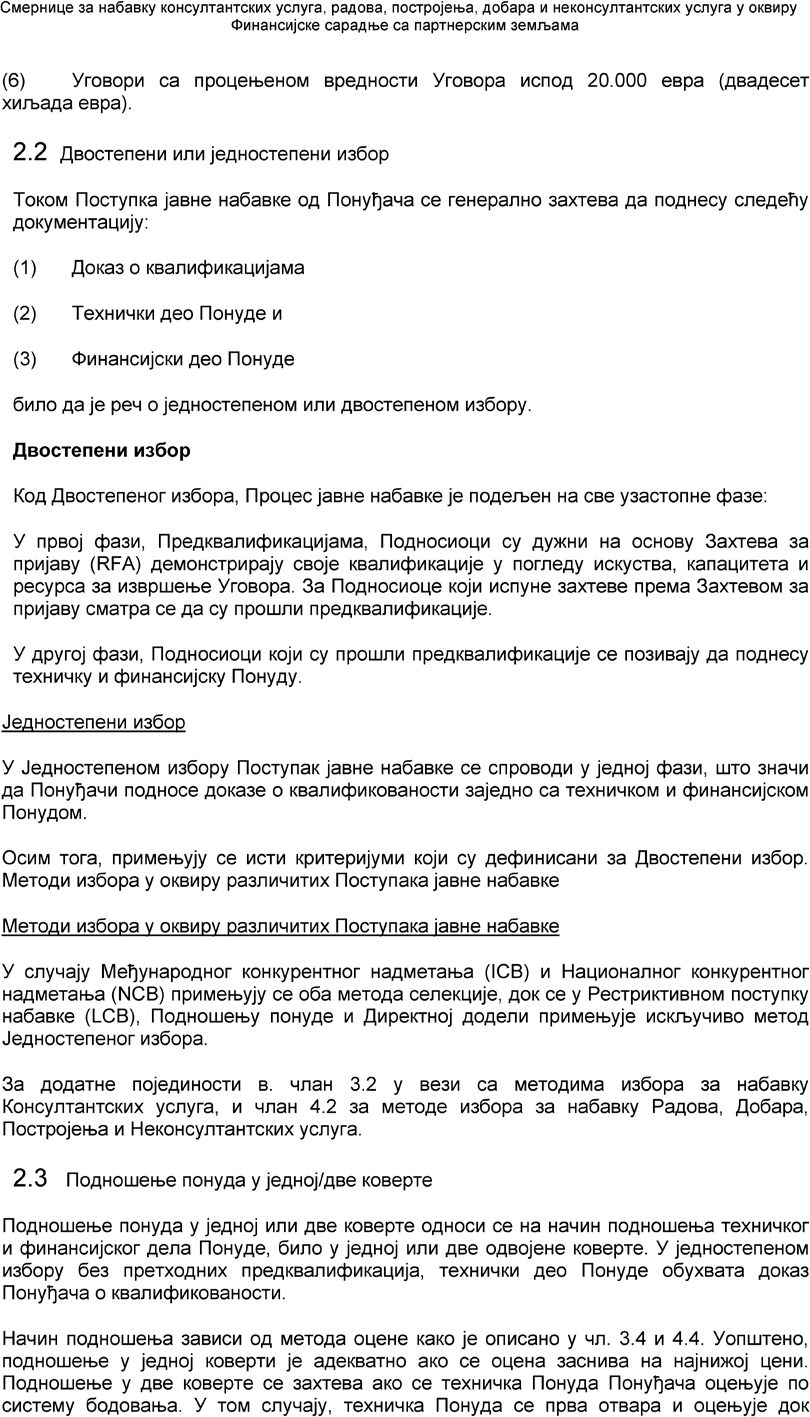 Смернице за набавку консултантских услуга, радова, постројења, добара и неконсултантских услуга у оквиру
Финансијске сарадње са партнерским земљама
(6) Уговори са процењеном вредности Уговора испод 20.000 евра (двадесет
хиљада евра).
2.2 Двостепени или једностепени избор
Током Поступка јавне набавке од Понуђача се генерално захтева да поднесу следећу
документацију:
(1) Доказ о квалификацијама
(2) Технички део Понуде и
(3) Финансијски део Понуде
било да је реч о једностепеном или двостепеном избору.
Двостепени избор
Код Двостепеног избора, Процес јавне набавке је подељен на све узастопне фазе:
У првој фази, Предквалификацијама, Подносиоци су дужни на основу Захтева за
пријаву (RFA) демонстрирају своје квалификације у погледу искуства, капацитета и
ресурса за извршење Уговора. За Подносиоце који испуне захтеве према Захтевом за
пријаву сматра се да су прошли предквалификације.
У другој фази, Подносиоци који су прошли предквалификације се позивају да поднесу
техничку и финансијску Понуду.
Једностепени избор
У Једностепеном избору Поступак јавне набавке се спроводи у једној фази, што значи
да Понуђачи подносе доказе о квалификованости заједно са техничком и финансијском
Понудом.
Осим тога, примењују се исти критеријуми који су дефинисани за Двостепени избор.
Методи избора у оквиру различитих Поступака јавне набавке
Методи избора у оквиру различитих Поступака јавне набавке
У случају Међународног конкурентног надметања (ICB) и Националног конкурентног
надметања (NCB) примењују се оба метода селекције, док се у Рестриктивном поступку
набавке (LCB), Подношењу понуде и Директној додели примењује искључиво метод
Једностепеног избора.
За додатне појединости в. члан 3.2 у вези са методима избора за набавку
Консултантских услуга, и члан 4.2 за методе избора за набавку Радова, Добара,
Постројења и Неконсултантских услуга.
2.3 Подношење понуда у једној/две коверте
Подношење понуда у једној или две коверте односи се на начин подношења техничког
и финансијског дела Понуде, било у једној или две одвојене коверте. У једностепеном
избору без претходних предквалификација, технички део Понуде обухвата доказ
Понуђача о квалификованости.
Начин подношења зависи од метода оцене како је описано у чл. 3.4 и 4.4. Уопштено,
подношење у једној коверти је адекватно ако се оцена заснива на најнижој цени.
Подношење у две коверте се захтева ако се техничка Понуда Понуђача оцењује по
систему бодовања. У том случају, техничка Понуда се прва отвара и оцењује док